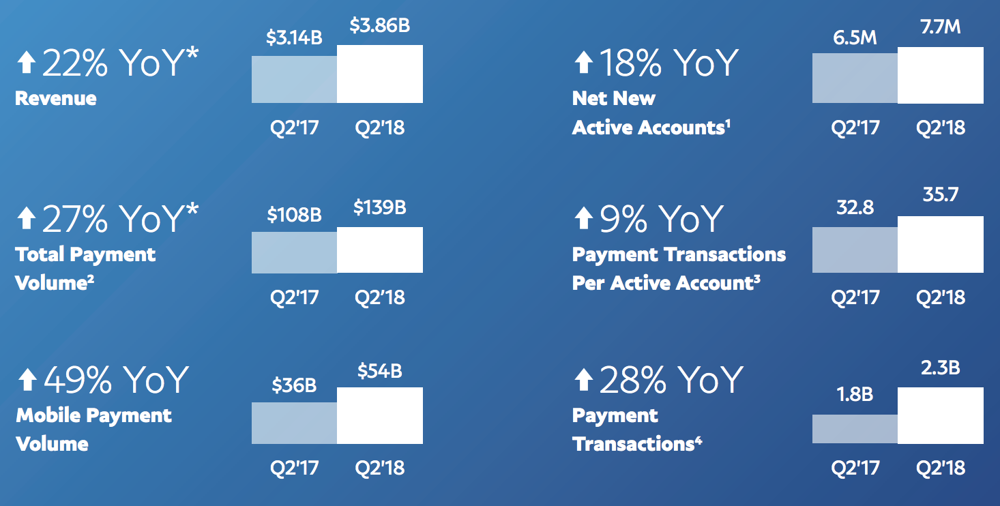 ⬆ 22% YoY*
Revenue
$3.14B
$3.86B
Q2'17
Q2'18
⬆ 18% YoY
Net New
Active Accounts¹
6.5M
7.7M
Q2'17
Q2'18
⬆ 27% YoY*
Total Payment
Volume²
$108B
$139B
Q2'17
Q2'18
⬆ 9% YoY
Payment Transactions
Per Active Account³
32.8
35.7
Q2'17
Q2'18
⬆ 49% YoY
Mobile Payment
Volume
$36B
$54B
Q2'17
Q2'18
⬆ 28% YoY
Payment
Transactions⁴
1.8B
2.3B
Q2'17
Q2'18